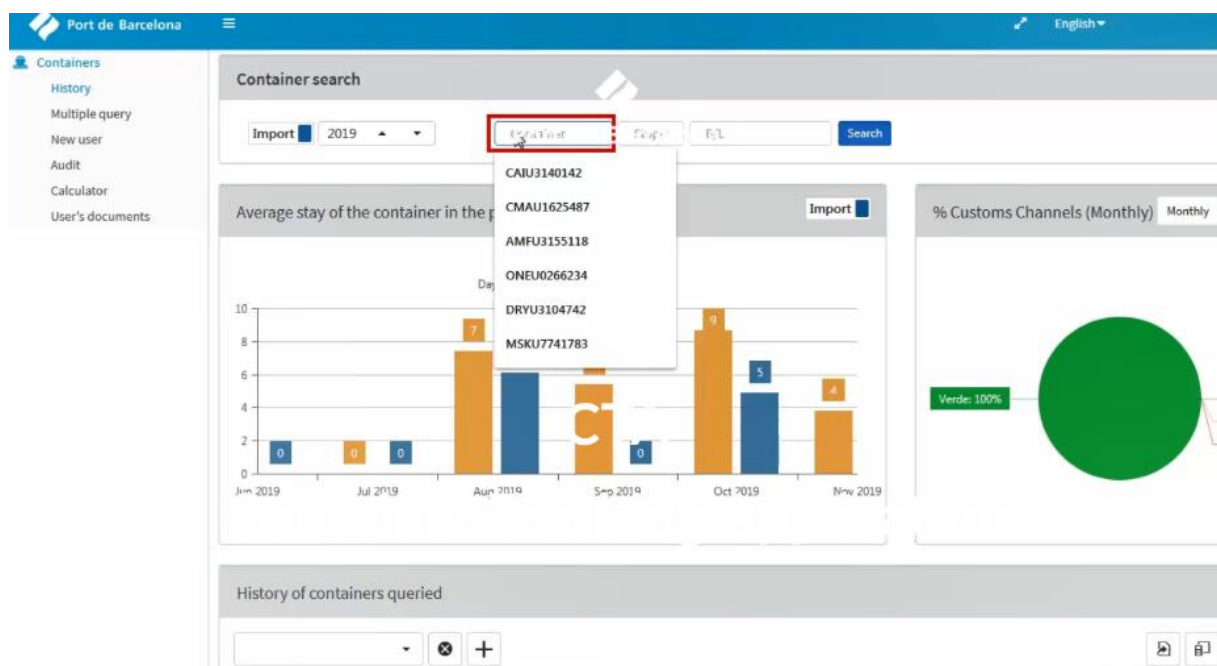 Port de Barcelona
English
Containers
History
Multiple query
New user
Audit
Calculator
User's documents
Container search
Import 2019
Container
B/L
Search
CAIU3140142
CMAU1625487
AMFU3155118
ONEU0266234
DRYU3104742
MSKU7741783
Average stay of the container in the p
Import
% Customs Channels (Monthly) Monthly
10
8
6
4
2
0
0
0
0
7
0
9
5
4
Jun 2019
Jul 2019
Aug 2019
Sep 2019
Oct 2019
Nov 2019
Verde: 100%
History of containers queried